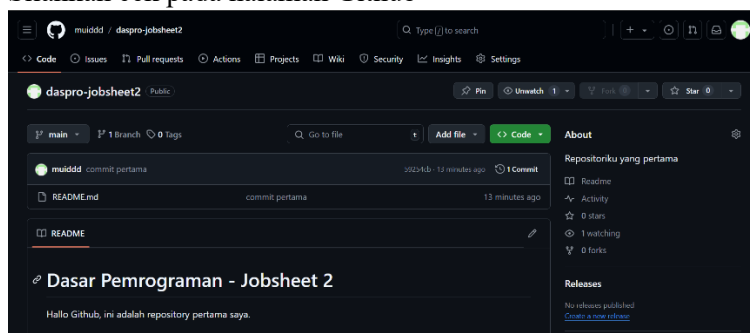 muiddd / daspro-jobsheet2
Type / to search
Code Issues Pull requests Actions Projects Wiki Security Insights Settings
daspro-jobsheet2 Public
Pin Unwatch 1 Fork 0 Star 0
main 1 Branch 0 Tags
Go to file t
Add file Code
About
muiddd commit pertama
59254cb · 13 minutes ago 1 Commit
Repositoriku yang pertama
README.md commit pertama 13 minutes ago
Readme
Activity
0 stars
1 watching
0 forks
README
Dasar Pemrograman - Jobsheet 2
Hallo Github, ini adalah repository pertama saya.
Releases
No releases published
Create a new release